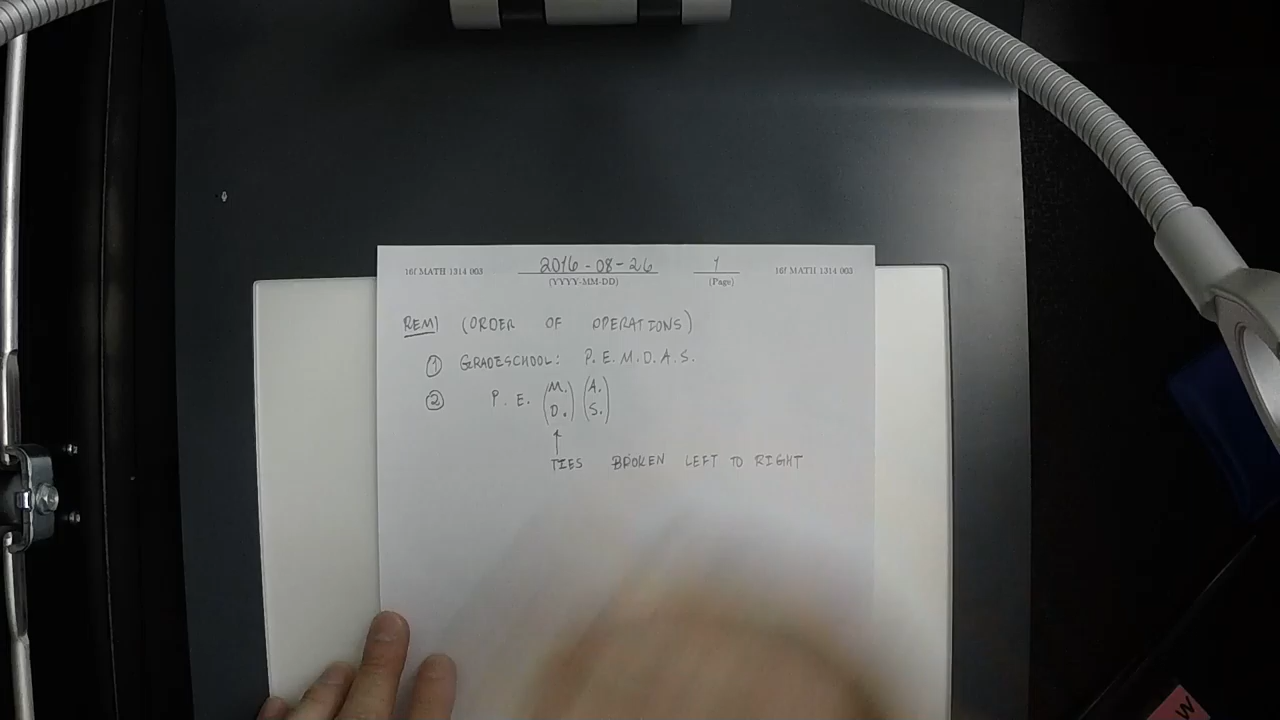 16f MATH 1314 003 2016-08-26 1 16f MATH 1314 003
(YYYY-MM-DD) (Page)
REM) (ORDER OF OPERATIONS)
① GRADESCHOOL: P. E. M. D. A. S.
② P. E. (M. D.) (A. S.)
↑
TIES BROKEN LEFT TO RIGHT
W